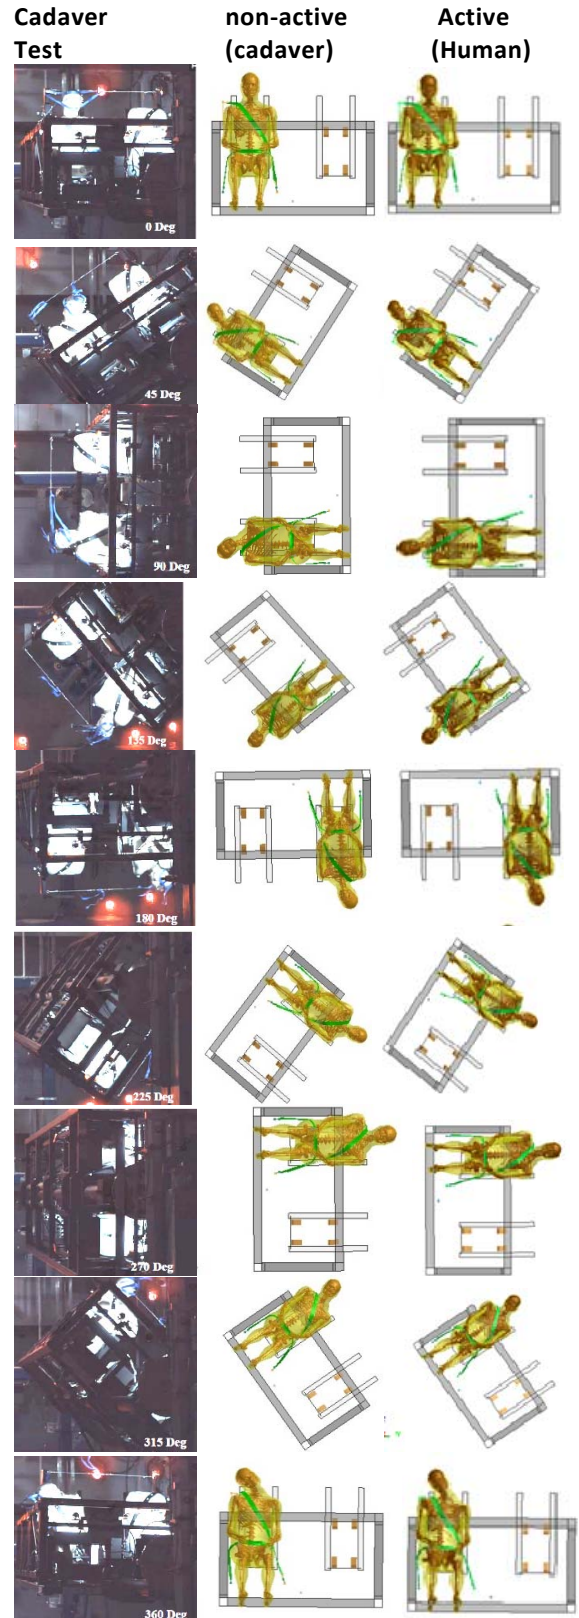 Cadaver non-active Active
Test (cadaver) (Human)
0 Deg
45 Deg
90 Deg
135 Deg
180 Deg
225 Deg
270 Deg
315 Deg
360 Deg